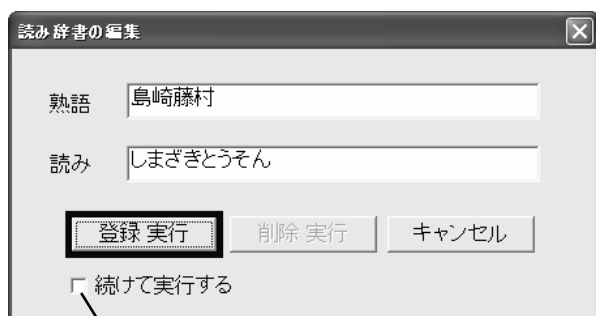 読み辞書の編集
熟語 島崎藤村
読み しまざきとうそん
登録 実行 削除 実行 キャンセル
続けて実行する